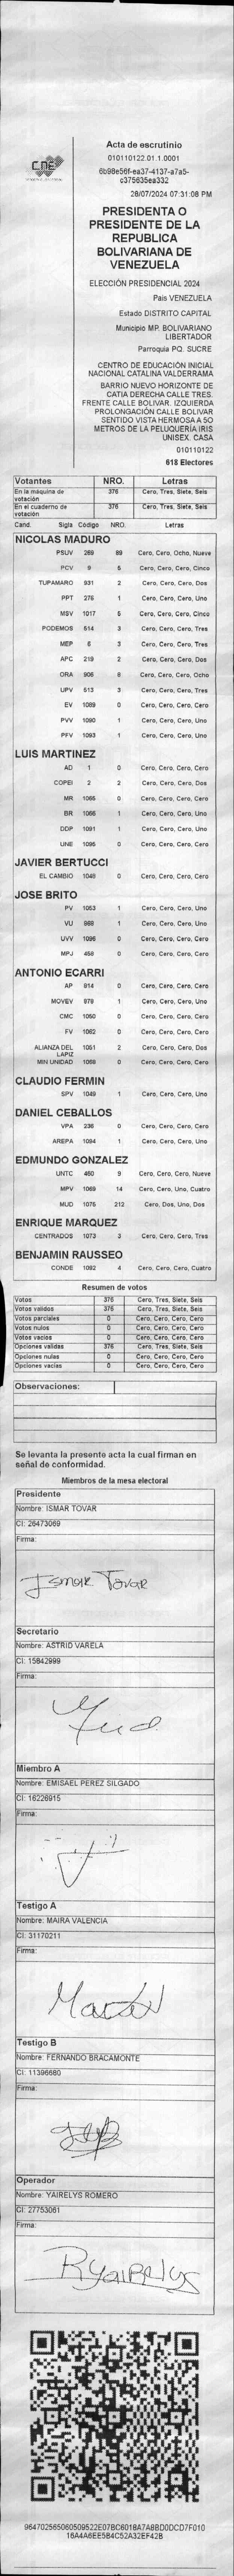 CNE
Acta de escrutinio
010110122.01.1.0001
6b98e56f-ea37-4137-a7a5-
c375635ea332
28/07/2024 07:31:08 PM
PRESIDENTA O
PRESIDENTE DE LA
REPUBLICA
BOLIVARIANA DE
VENEZUELA
ELECCIÓN PRESIDENCIAL 2024
Pais VENEZUELA
Estado DISTRITO CAPITAL
Municipio MP. BOLIVARIANO
LIBERTADOR
Parroquia PQ. SUCRE
CENTRO DE EDUCACIÓN INICIAL
NACIONAL CATALINA VALDERRAMA
BARRIO NUEVO HORIZONTE DE
CATIA DERECHA CALLE TRES.
FRENTE CALLE BOLIVAR. IZQUIERDA
PROLONGACIÓN CALLE BOLIVAR
SENTIDO VISTA HERMOSA A 50
METROS DE LA PELUQUERÍA IRIS
UNISEX. CASA
010110122
618 Electores
Votantes NRO. Letras
En la máquina de votación 376 Cero, Tres, Siete, Seis
En el cuaderno de votación 376 Cero, Tres, Siete, Seis
Cand. Sigla Código NRO. Letras
NICOLAS MADURO
PSUV 269 89 Cero, Cero, Ocho, Nueve
PCV 9 5 Cero, Cero, Cero, Cinco
TUPAMARO 931 2 Cero, Cero, Cero, Dos
PPT 275 1 Cero, Cero, Cero, Uno
MSV 1017 5 Cero, Cero, Cero, Cinco
PODEMOS 514 3 Cero, Cero, Cero, Tres
MEP 6 3 Cero, Cero, Cero, Tres
APC 219 2 Cero, Cero, Cero, Dos
ORA 906 8 Cero, Cero, Cero, Ocho
UPV 513 3 Cero, Cero, Cero, Tres
EV 1089 0 Cero, Cero, Cero, Cero
PVV 1090 1 Cero, Cero, Cero, Uno
PFV 1093 1 Cero, Cero, Cero, Uno
LUIS MARTINEZ
AD 1 0 Cero, Cero, Cero, Cero
COPEI 2 2 Cero, Cero, Cero, Dos
MR 1065 0 Cero, Cero, Cero, Cero
BR 1066 1 Cero, Cero, Cero, Uno
DDP 1091 1 Cero, Cero, Cero, Uno
UNE 1095 0 Cero, Cero, Cero, Cero
JAVIER BERTUCCI
EL CAMBIO 1048 0 Cero, Cero, Cero, Cero
JOSE BRITO
PV 1053 1 Cero, Cero, Cero, Uno
VU 868 1 Cero, Cero, Cero, Uno
UVV 1096 0 Cero, Cero, Cero, Cero
MPJ 458 0 Cero, Cero, Cero, Cero
ANTONIO ECARRI
AP 914 0 Cero, Cero, Cero, Cero
MOVEV 979 1 Cero, Cero, Cero, Uno
CMC 1050 0 Cero, Cero, Cero, Cero
FV 1062 0 Cero, Cero, Cero, Cero
ALIANZA DEL LAPIZ 1051 2 Cero, Cero, Cero, Dos
MIN UNIDAD 1088 0 Cero, Cero, Cero, Cero
CLAUDIO FERMIN
SPV 1049 1 Cero, Cero, Cero, Uno
DANIEL CEBALLOS
VPA 236 0 Cero, Cero, Cero, Cero
AREPA 1094 1 Cero, Cero, Cero, Uno
EDMUNDO GONZALEZ
UNTC 460 9 Cero, Cero, Cero, Nueve
MPV 1069 14 Cero, Cero, Uno, Cuatro
MUD 1075 212 Cero, Dos, Uno, Dos
ENRIQUE MARQUEZ
CENTRADOS 1073 3 Cero, Cero, Cero, Tres
BENJAMIN RAUSSEO
CONDE 1092 4 Cero, Cero, Cero, Cuatro
Resumen de votos
Votos 376 Cero, Tres, Siete, Seis
Votos validos 376 Cero, Tres, Siete, Seis
Votos parciales 0 Cero, Cero, Cero, Cero
Votos nulos 0 Cero, Cero, Cero, Cero
Votos vacios 0 Cero, Cero, Cero, Cero
Opciones validas 376 Cero, Tres, Siete, Seis
Opciones nulas 0 Cero, Cero, Cero, Cero
Opciones vacias 0 Cero, Cero, Cero, Cero
Observaciones:
Se levanta la presente acta la cual firman en
señal de conformidad.
Miembros de la mesa electoral
Presidente
Nombre: ISMAR TOVAR
CI: 26473069
Firma:
Ismar Tovar
Secretario
Nombre: ASTRID VARELA
CI: 15842999
Firma:
Miembro A
Nombre: EMISAEL PEREZ SILGADO
CI: 16226915
Firma:
Testigo A
Nombre: MAIRA VALENCIA
CI: 31170211
Firma:
Testigo B
Nombre: FERNANDO BRACAMONTE
CI: 11396680
Firma:
Operador
Nombre: YAIRELYS ROMERO
CI: 27753061
Firma:
RYairelys
964702565060509522E07BC6018A7A8BD0DCD7F010
16A4A6EE5B4C52A32EF42B